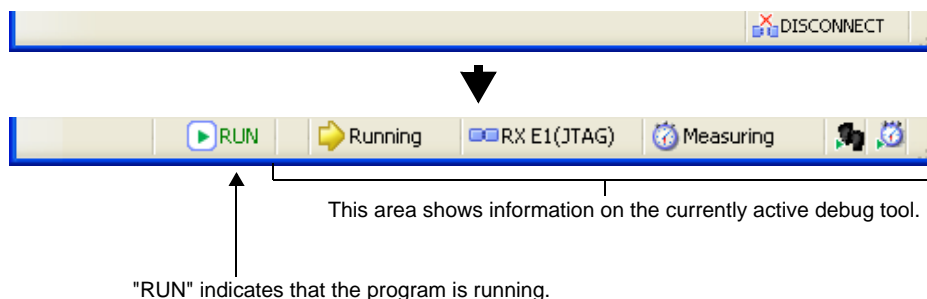 DISCONNECT
RUN Running RX E1(JTAG) Measuring
This area shows information on the currently active debug tool.
"RUN" indicates that the program is running.